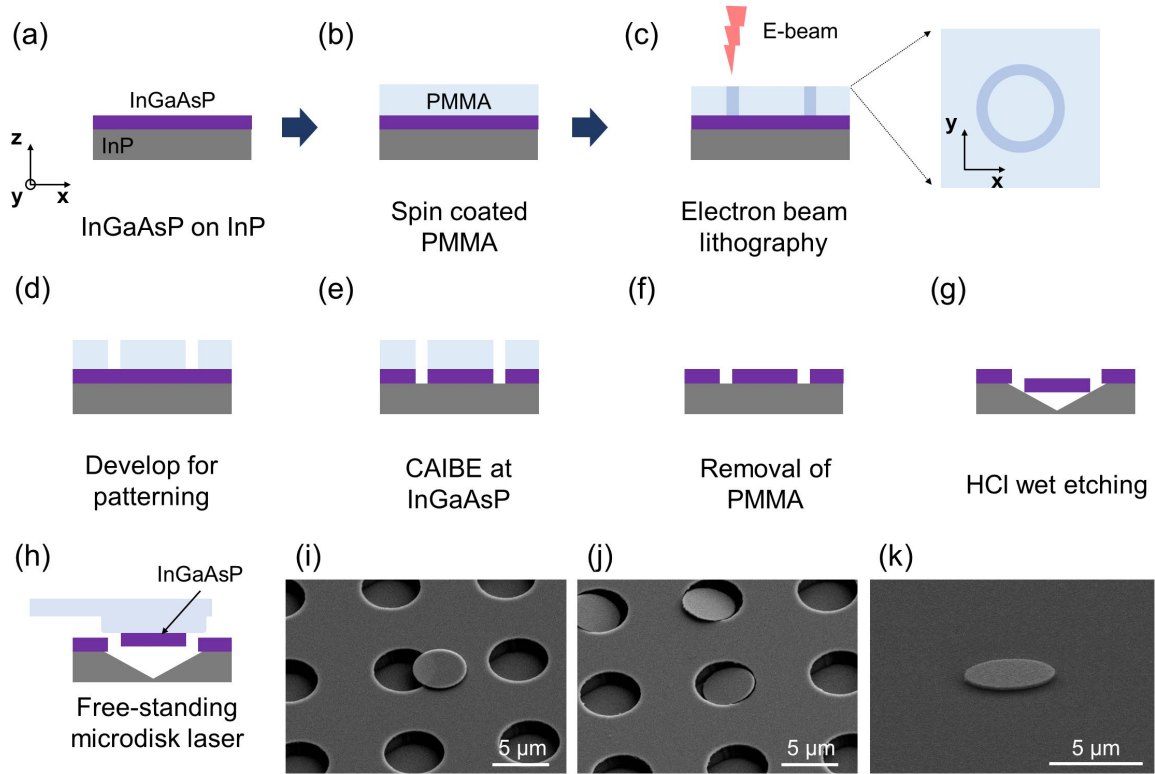 (a)
InGaAsP
InP
z
y
x
InGaAsP on InP
(b)
PMMA
Spin coated
PMMA
(c)
E-beam
Electron beam
lithography
y
x
(d)
Develop for
patterning
(e)
CAIBE at
InGaAsP
(f)
Removal of
PMMA
(g)
HCl wet etching
(h)
InGaAsP
Free-standing
microdisk laser
(i)
5 µm
(j)
5 µm
(k)
5 µm